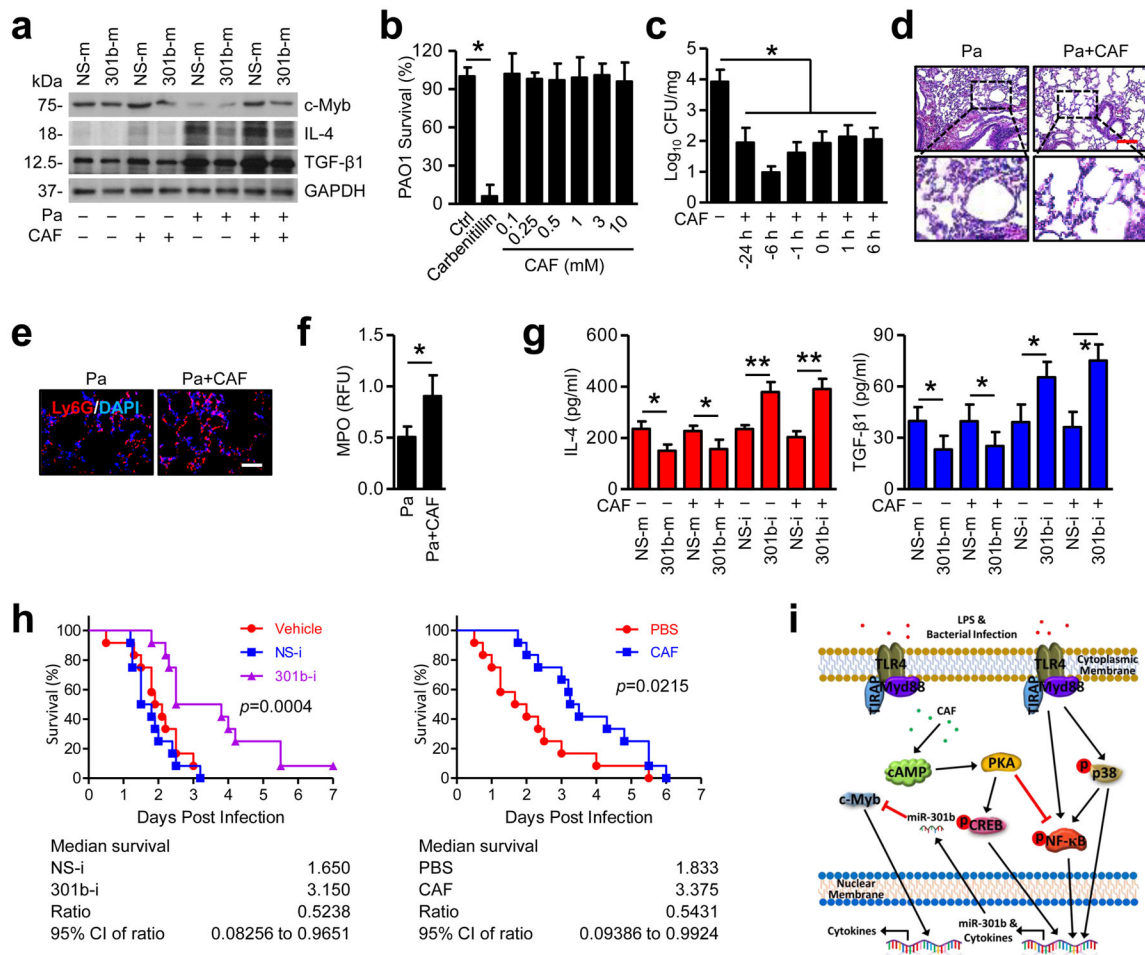 a
NS-m 301b-m NS-m 301b-m NS-m 301b-m NS-m 301b-m
kDa
75- c-Myb
18- IL-4
12.5- TGF-β1
37- GAPDH
Pa – – – – + + + +
CAF – – + + – – + +
b
PAO1 Survival (%)
120
90
60
30
0
*
Ctrl Carbenitilin 0.1 0.25 0.5 1 3 10
CAF (mM)
c
Log10 CFU/mg
5
4
3
2
1
0
*
CAF – + + + + + +
-24 h -6 h -1 h 0 h 1 h 6 h
d
Pa Pa+CAF
e
Pa Pa+CAF
Ly6G/DAPI
f
MPO (RFU)
1.5
1.0
0.5
0.0
*
Pa Pa+CAF
g
IL-4 (pg/ml)
600
400
200
0
* * ** **
CAF – – + + – – + +
NS-m 301b-m NS-m 301b-m NS-i 301b-i NS-i 301b-i
TGF-β1 (pg/ml)
90
60
30
0
* * * *
CAF – – + + – – + +
NS-m 301b-m NS-m 301b-m NS-i 301b-i NS-i 301b-i
h
Survival (%)
100
80
60
40
20
0
Vehicle
NS-i
301b-i
p=0.0004
0 1 2 3 4 5 6 7
Days Post Infection
Median survival
NS-i 1.650
301b-i 3.150
Ratio 0.5238
95% CI of ratio 0.08256 to 0.9651
Survival (%)
100
80
60
40
20
0
PBS
CAF
p=0.0215
0 1 2 3 4 5 6 7
Days Post Infection
Median survival
PBS 1.833
CAF 3.375
Ratio 0.5431
95% CI of ratio 0.09386 to 0.9924
i
LPS &
Bacterial Infection
Cytoplasmic
Membrane
TLR4 TLR4
TIRAP Myd88 TIRAP Myd88
CAF
cAMP PKA p p38
c-Myb miR-301b p CREB p NF-κB
Nuclear
Membrane
Cytokines miR-301b &
Cytokines